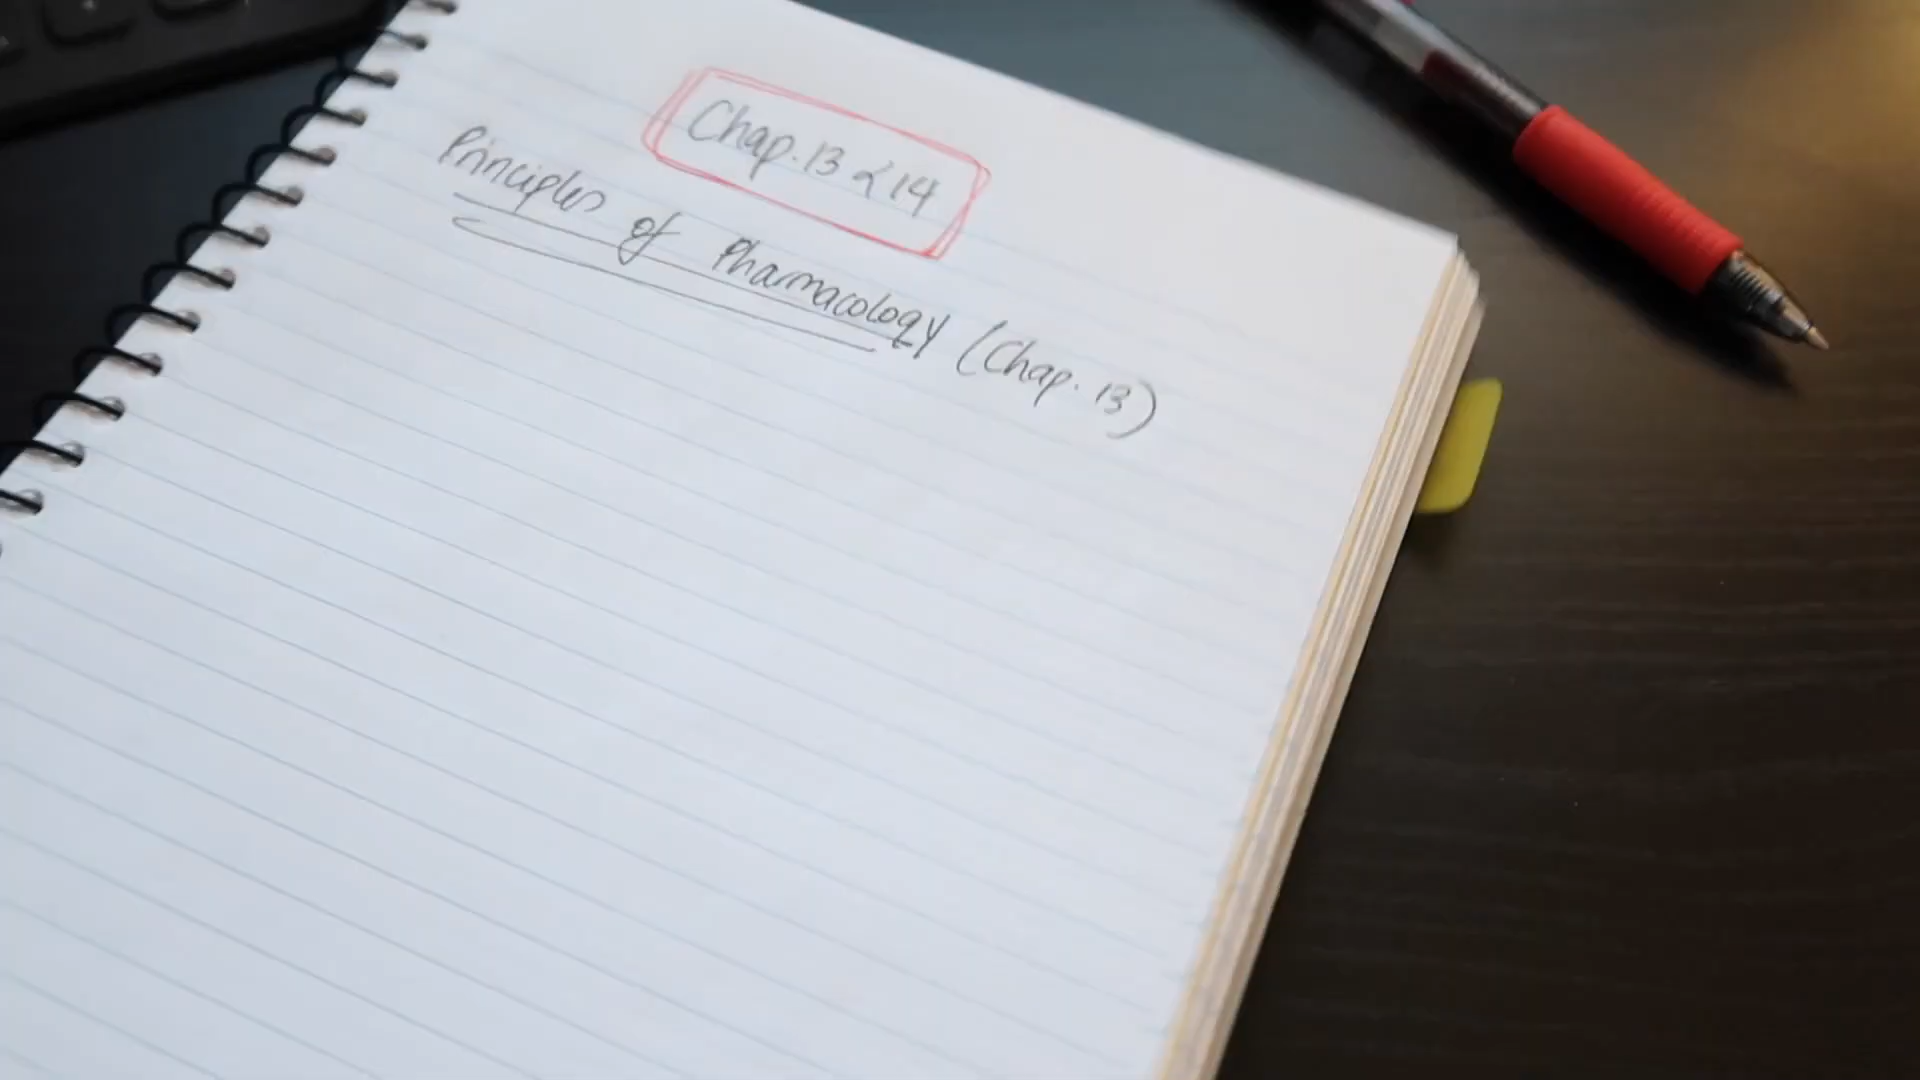 Chap. 13 & 14
Principles of Pharmacology (Chap. 13)